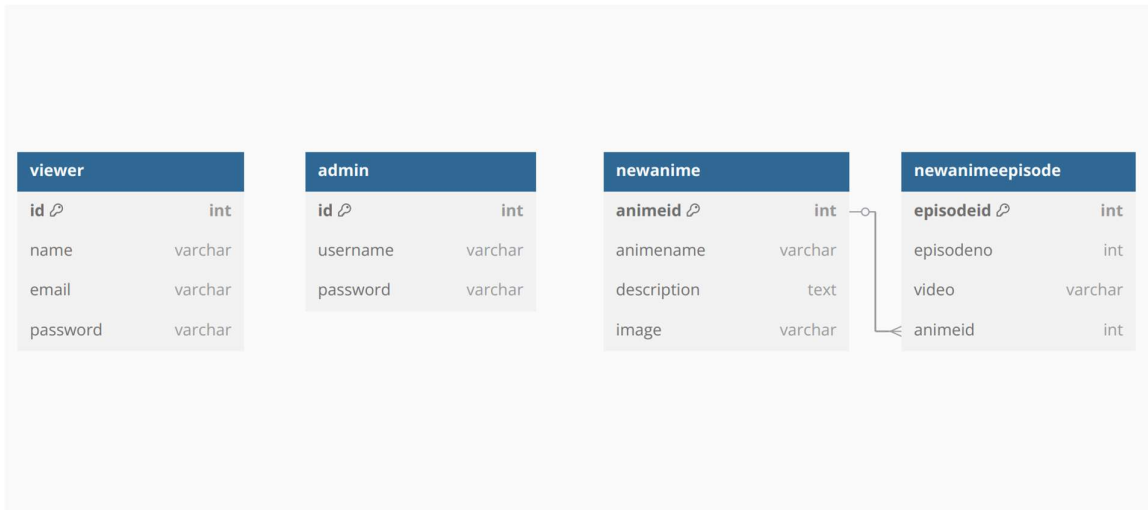 viewer
id int
name varchar
email varchar
password varchar
admin
id int
username varchar
password varchar
newanime
animeid int
animename varchar
description text
image varchar
newanimeepisode
episodeid int
episodeno int
video varchar
animeid int